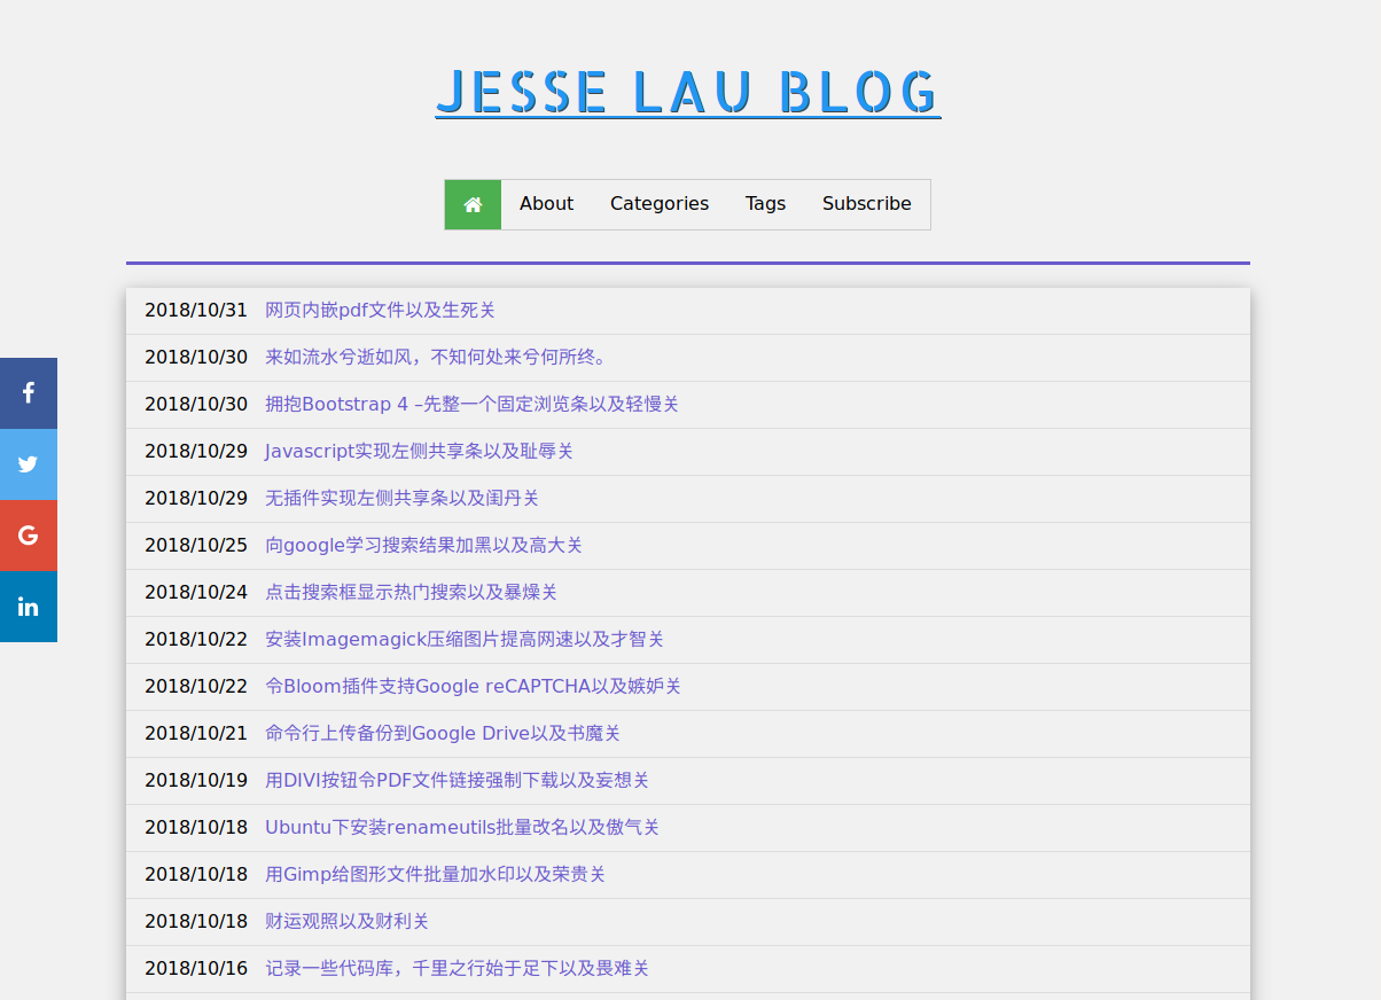 JESSE LAU BLOG
About Categories Tags Subscribe
2018/10/31 网页内嵌pdf文件以及生死关
2018/10/30 来如流水兮逝如风，不知何处来兮何所终。
2018/10/30 拥抱Bootstrap 4 –先整一个固定浏览条以及轻慢关
2018/10/29 Javascript实现左侧共享条以及耻辱关
2018/10/29 无插件实现左侧共享条以及闺丹关
2018/10/25 向google学习搜索结果加黑以及高大关
2018/10/24 点击搜索框显示热门搜索以及暴燥关
2018/10/22 安装Imagemagick压缩图片提高网速以及才智关
2018/10/22 令Bloom插件支持Google reCAPTCHA以及嫉妒关
2018/10/21 命令行上传备份到Google Drive以及书魔关
2018/10/19 用DIVI按钮令PDF文件链接强制下载以及妄想关
2018/10/18 Ubuntu下安装renameutils批量改名以及傲气关
2018/10/18 用Gimp给图形文件批量加水印以及荣贵关
2018/10/18 财运观照以及财利关
2018/10/16 记录一些代码库，千里之行始于足下以及畏难关